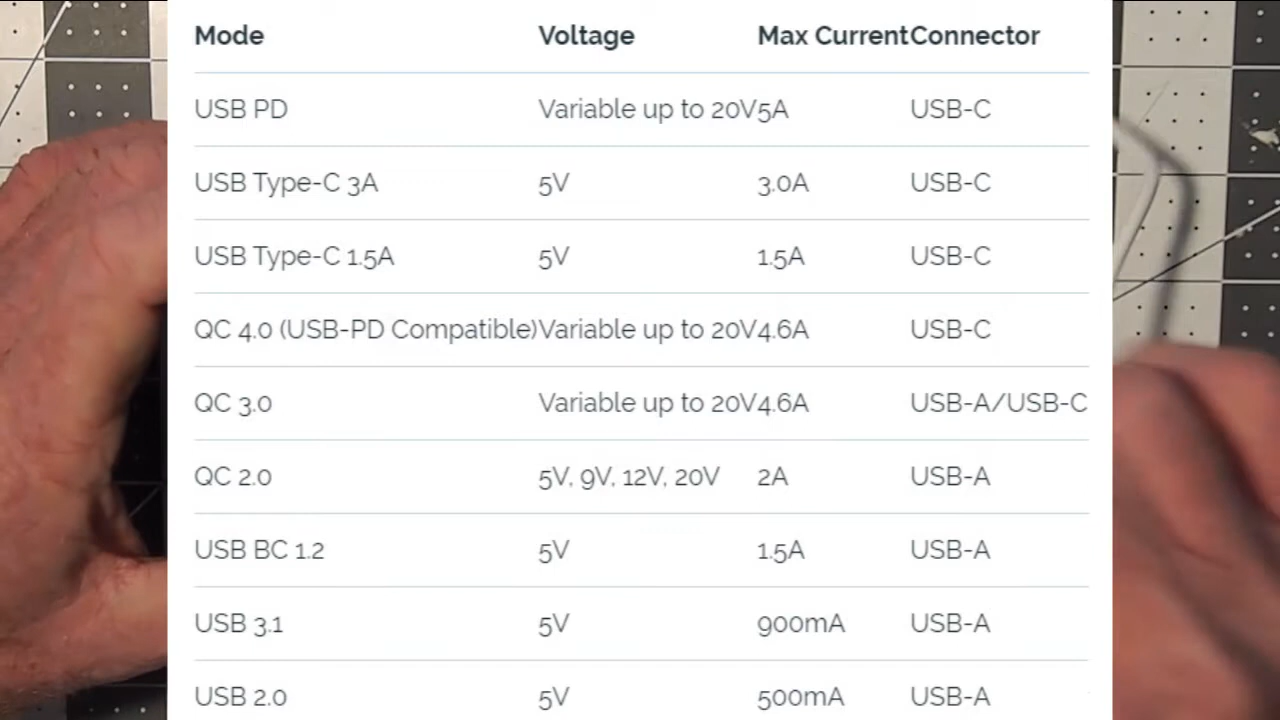 Mode Voltage Max Current Connector
USB PD Variable up to 20V 5A USB-C
USB Type-C 3A 5V 3.0A USB-C
USB Type-C 1.5A 5V 1.5A USB-C
QC 4.0 (USB-PD Compatible) Variable up to 20V 4.6A USB-C
QC 3.0 Variable up to 20V 4.6A USB-A/USB-C
QC 2.0 5V, 9V, 12V, 20V 2A USB-A
USB BC 1.2 5V 1.5A USB-A
USB 3.1 5V 900mA USB-A
USB 2.0 5V 500mA USB-A